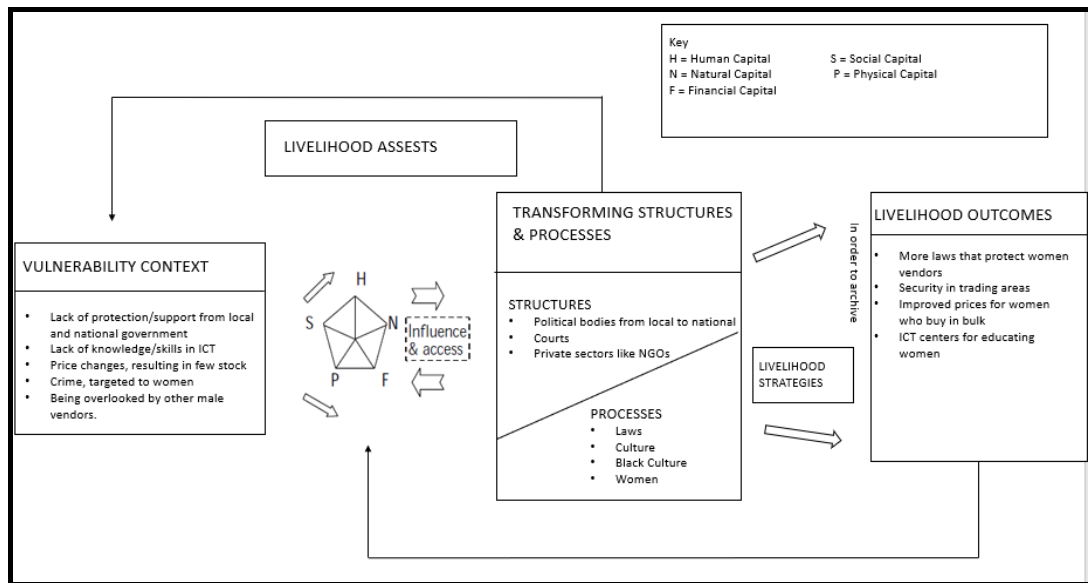 Key
H = Human Capital S = Social Capital
N = Natural Capital P = Physical Capital
F = Financial Capital
LIVELIHOOD ASSESTS
VULNERABILITY CONTEXT
• Lack of protection/support from local
and national government
• Lack of knowledge/skills in ICT
• Price changes, resulting in few stock
• Crime, targeted to women
• Being overlooked by other male
vendors.
H
S
N
P
F
Influence
& access
TRANSFORMING STRUCTURES
& PROCESSES
STRUCTURES
• Political bodies from local to national
• Courts
• Private sectors like NGOs
PROCESSES
• Laws
• Culture
• Black Culture
• Women
LIVELIHOOD
STRATEGIES
In order to archive
LIVELIHOOD OUTCOMES
• More laws that protect women
vendors
• Security in trading areas
• Improved prices for women
who buy in bulk
• ICT centers for educating
women